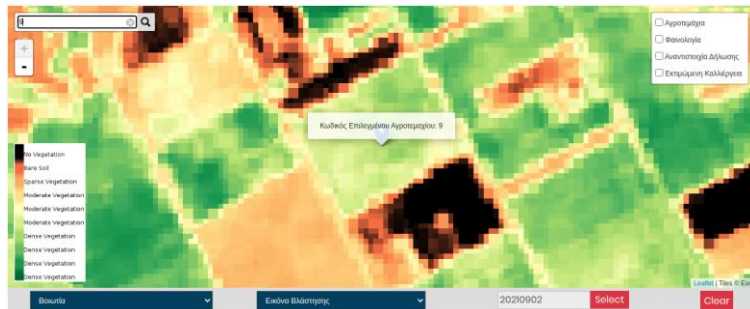 9
Αγροτεμάχια
Φαινολογία
Αναντιστοιχία Δήλωσης
Εκτιμώμενη Καλλιέργεια
+
-
Κωδικός Επιλεγμένου Αγροτεμαχίου: 9
No Vegetation
Bare Soil
Sparse Vegetation
Moderate Vegetation
Moderate Vegetation
Moderate Vegetation
Dense Vegetation
Dense Vegetation
Dense Vegetation
Dense Vegetation
Leaflet | Tiles © Es
Βοιωτία
Εικόνα Βλάστησης
20210902
Select
Clear